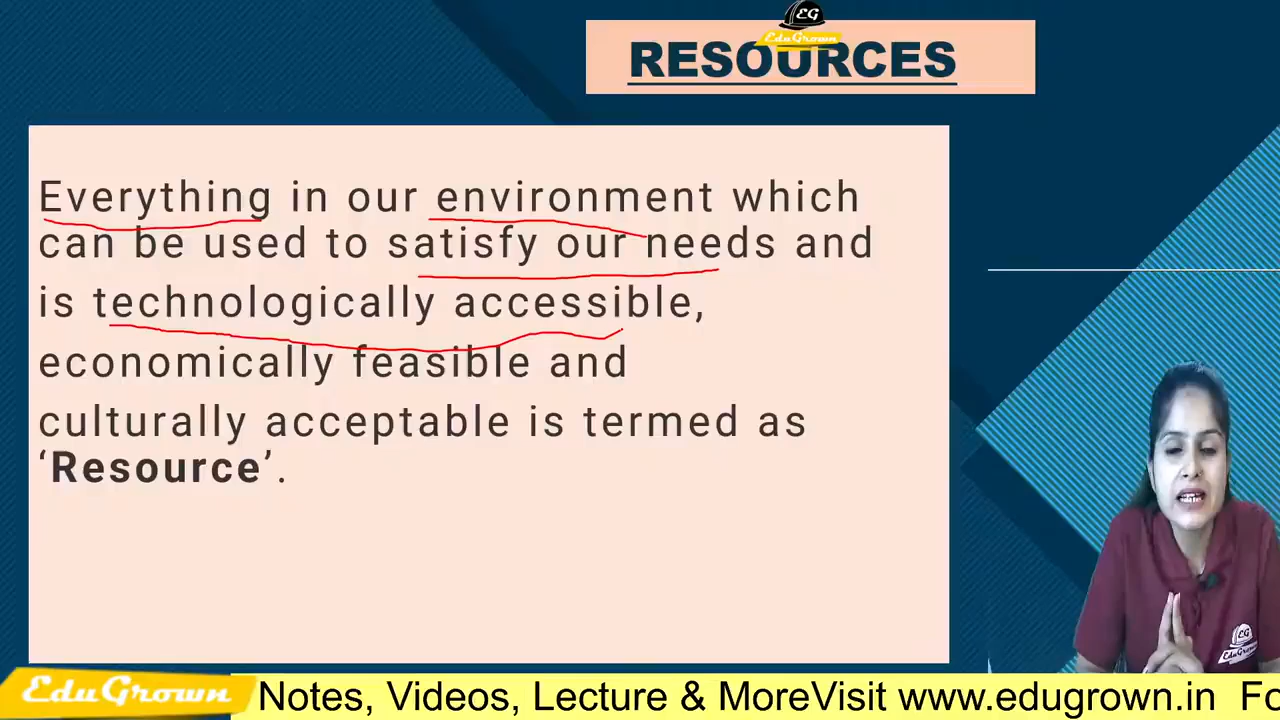 EG
EduGrown
RESOURCES
Everything in our environment which
can be used to satisfy our needs and
is technologically accessible,
economically feasible and
culturally acceptable is termed as
‘Resource’.
EG
EduGrown
Notes, Videos, Lecture & MoreVisit www.edugrown.in Fo